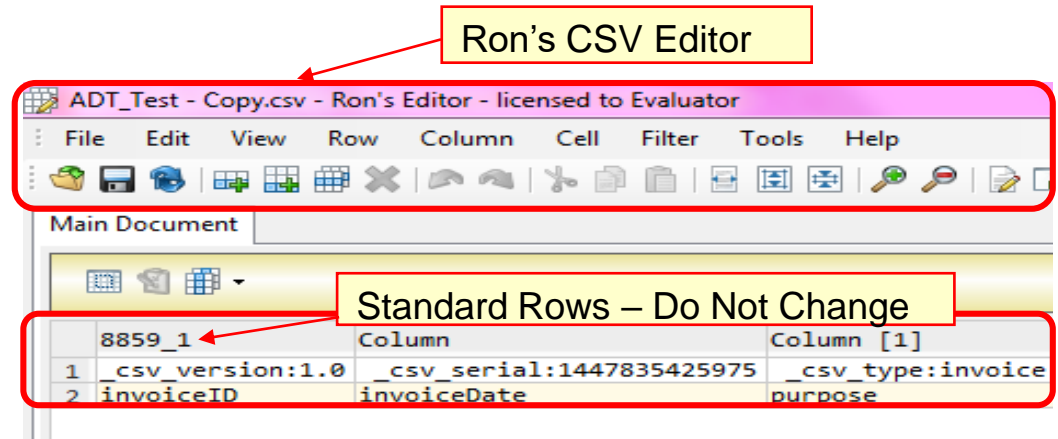 Ron's CSV Editor
ADT_Test - Copy.csv - Ron's Editor - licensed to Evaluator
File Edit View Row Column Cell Filter Tools Help
Main Document
Standard Rows – Do Not Change
8859_1 Column Column [1]
1 _csv_version:1.0 _csv_serial:1447835425975 _csv_type:invoice
2 invoiceID invoiceDate purpose